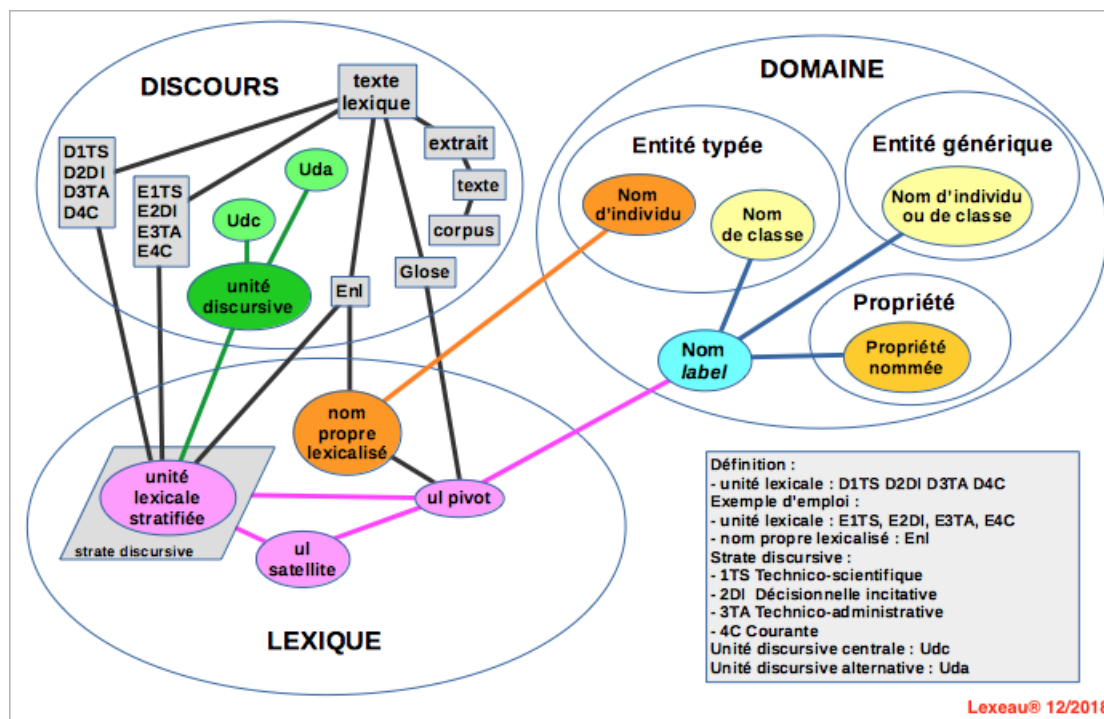 DISCOURS
texte
lexique
D1TS
D2DI
D3TA
D4C
E1TS
E2DI
E3TA
E4C
Uda
Udc
unité
discursive
extrait
texte
corpus
Glose
Enl
DOMAINE
Entité typée
Nom
d'individu
Nom
de classe
Entité générique
Nom d'individu
ou de classe
Propriété
Propriété
nommée
Nom
label
nom
propre
lexicalisé
unité
lexicale
stratifiée
strate discursive
ul pivot
ul
satellite
LEXIQUE
Définition :
- unité lexicale : D1TS D2DI D3TA D4C
Exemple d'emploi :
- unité lexicale : E1TS, E2DI, E3TA, E4C
- nom propre lexicalisé : Enl
Strate discursive :
- 1TS Technico-scientifique
- 2DI Décisionnelle incitative
- 3TA Technico-administrative
- 4C Courante
Unité discursive centrale : Udc
Unité discursive alternative : Uda
Lexeau® 12/2018